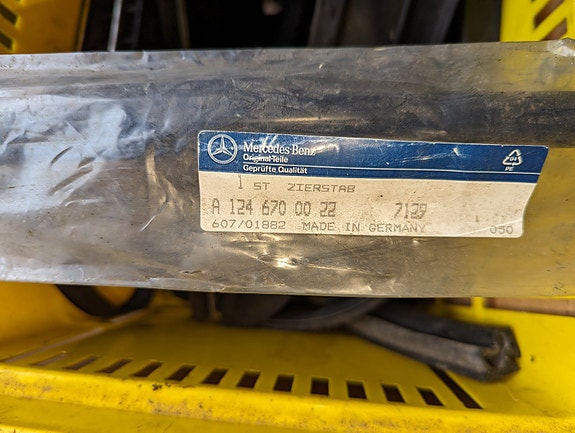 Mercedes-Benz
Original-Teile
Geprüfte Qualität
04
PE
1 ST ZIERSTAB
A 124 670 00 22 7129
607/01882 MADE IN GERMANY 050